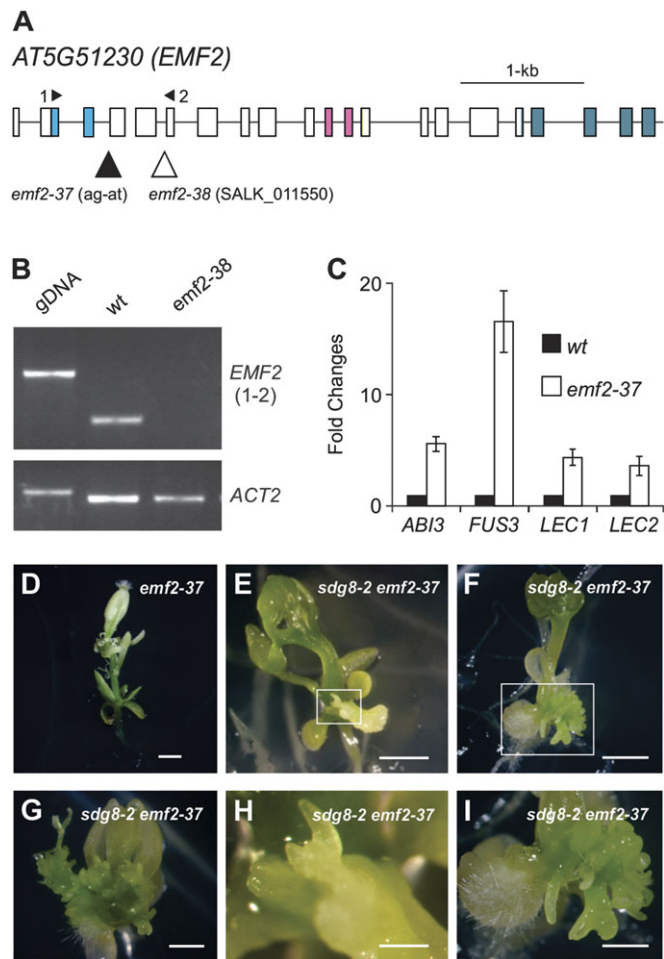 A
AT5G51230 (EMF2)
1-kb
1
2
emf2-37 (ag-at)
emf2-38 (SALK_011550)
B
gDNA
wt
emf2-38
EMF2
(1-2)
ACT2
C
Fold Changes
20
10
0
wt
emf2-37
ABI3
FUS3
LEC1
LEC2
D
emf2-37
E
sdg8-2 emf2-37
F
sdg8-2 emf2-37
G
sdg8-2 emf2-37
H
sdg8-2 emf2-37
I
sdg8-2 emf2-37